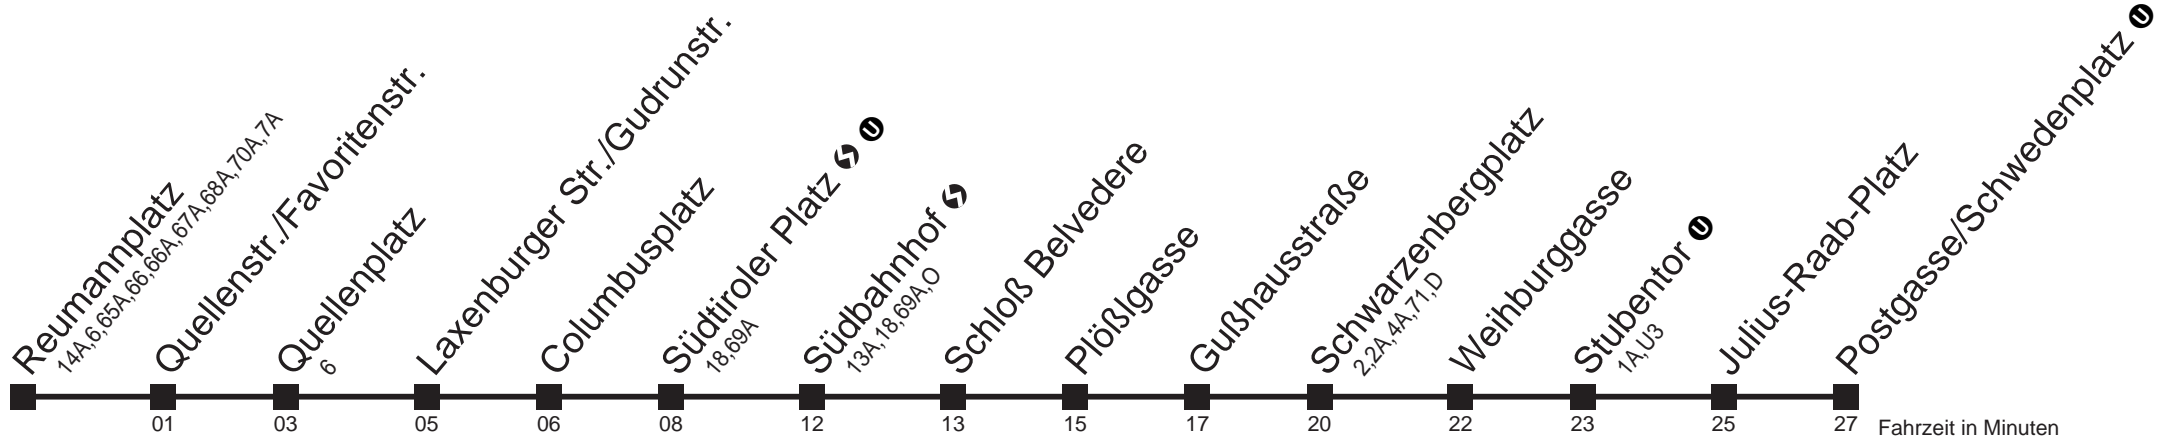 Reumannplatz
14A,6,65A,66,66A,67A,68A,70A,7A
Quellenstr./Favoritenstr.
Quellenplatz
6
Laxenburger Str./Gudrunstr.
Columbusplatz
Südtiroler Platz U
18,69A
Südbahnhof
13A,18,69A,O
Schloß Belvedere
Plößlgasse
Gußhausstraße
Schwarzenbergplatz
2,2A,4A,71,D
Weihburggasse
Stubentor U
1A,U3
Julius-Raab-Platz
Postgasse/Schwedenplatz U
01 03 05 06 08 12 13 15 17 20 22 23 25 27 Fahrzeit in Minuten